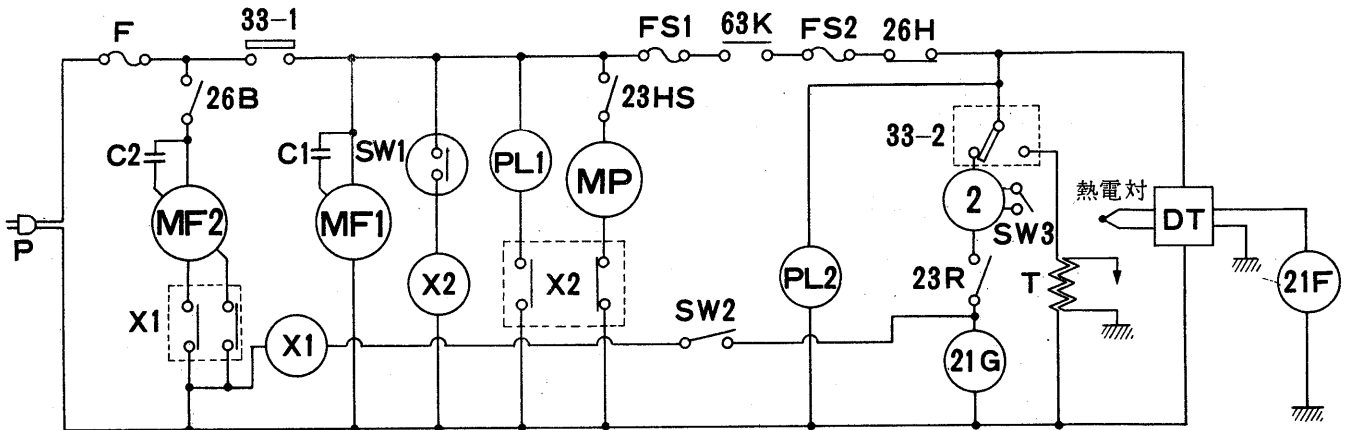 F
33-1
FS1
63K
FS2
26H
26B
23HS
C2
C1
SW1
PL1
MP
33-2
熱電対
MF2
MF1
2
SW3
DT
P
X2
X2
PL2
23R
T
21F
X1
X1
SW2
21G